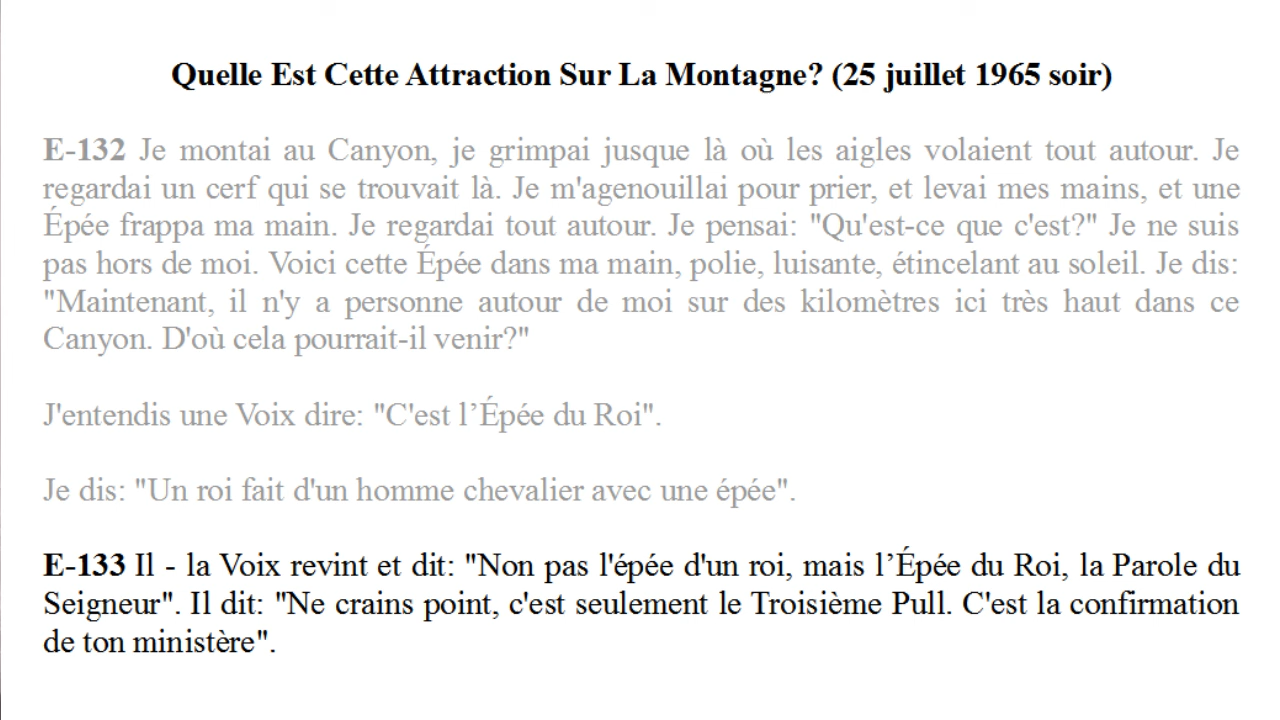 Quelle Est Cette Attraction Sur La Montagne? (25 juillet 1965 soir)
E-132 Je montai au Canyon, je grimpai jusque là où les aigles volaient tout autour. Je
regardai un cerf qui se trouvait là. Je m'agenouillai pour prier, et levai mes mains, et une
Épée frappa ma main. Je regardai tout autour. Je pensai: "Qu'est-ce que c'est?" Je ne suis
pas hors de moi. Voici cette Épée dans ma main, polie, luisante, étincelant au soleil. Je dis:
"Maintenant, il n'y a personne autour de moi sur des kilomètres ici très haut dans ce
Canyon. D'où cela pourrait-il venir?"
J'entendis une Voix dire: "C'est l’Épée du Roi".
Je dis: "Un roi fait d'un homme chevalier avec une épée".
E-133 Il - la Voix revint et dit: "Non pas l'épée d'un roi, mais l’Épée du Roi, la Parole du
Seigneur". Il dit: "Ne crains point, c'est seulement le Troisième Pull. C'est la confirmation
de ton ministère".